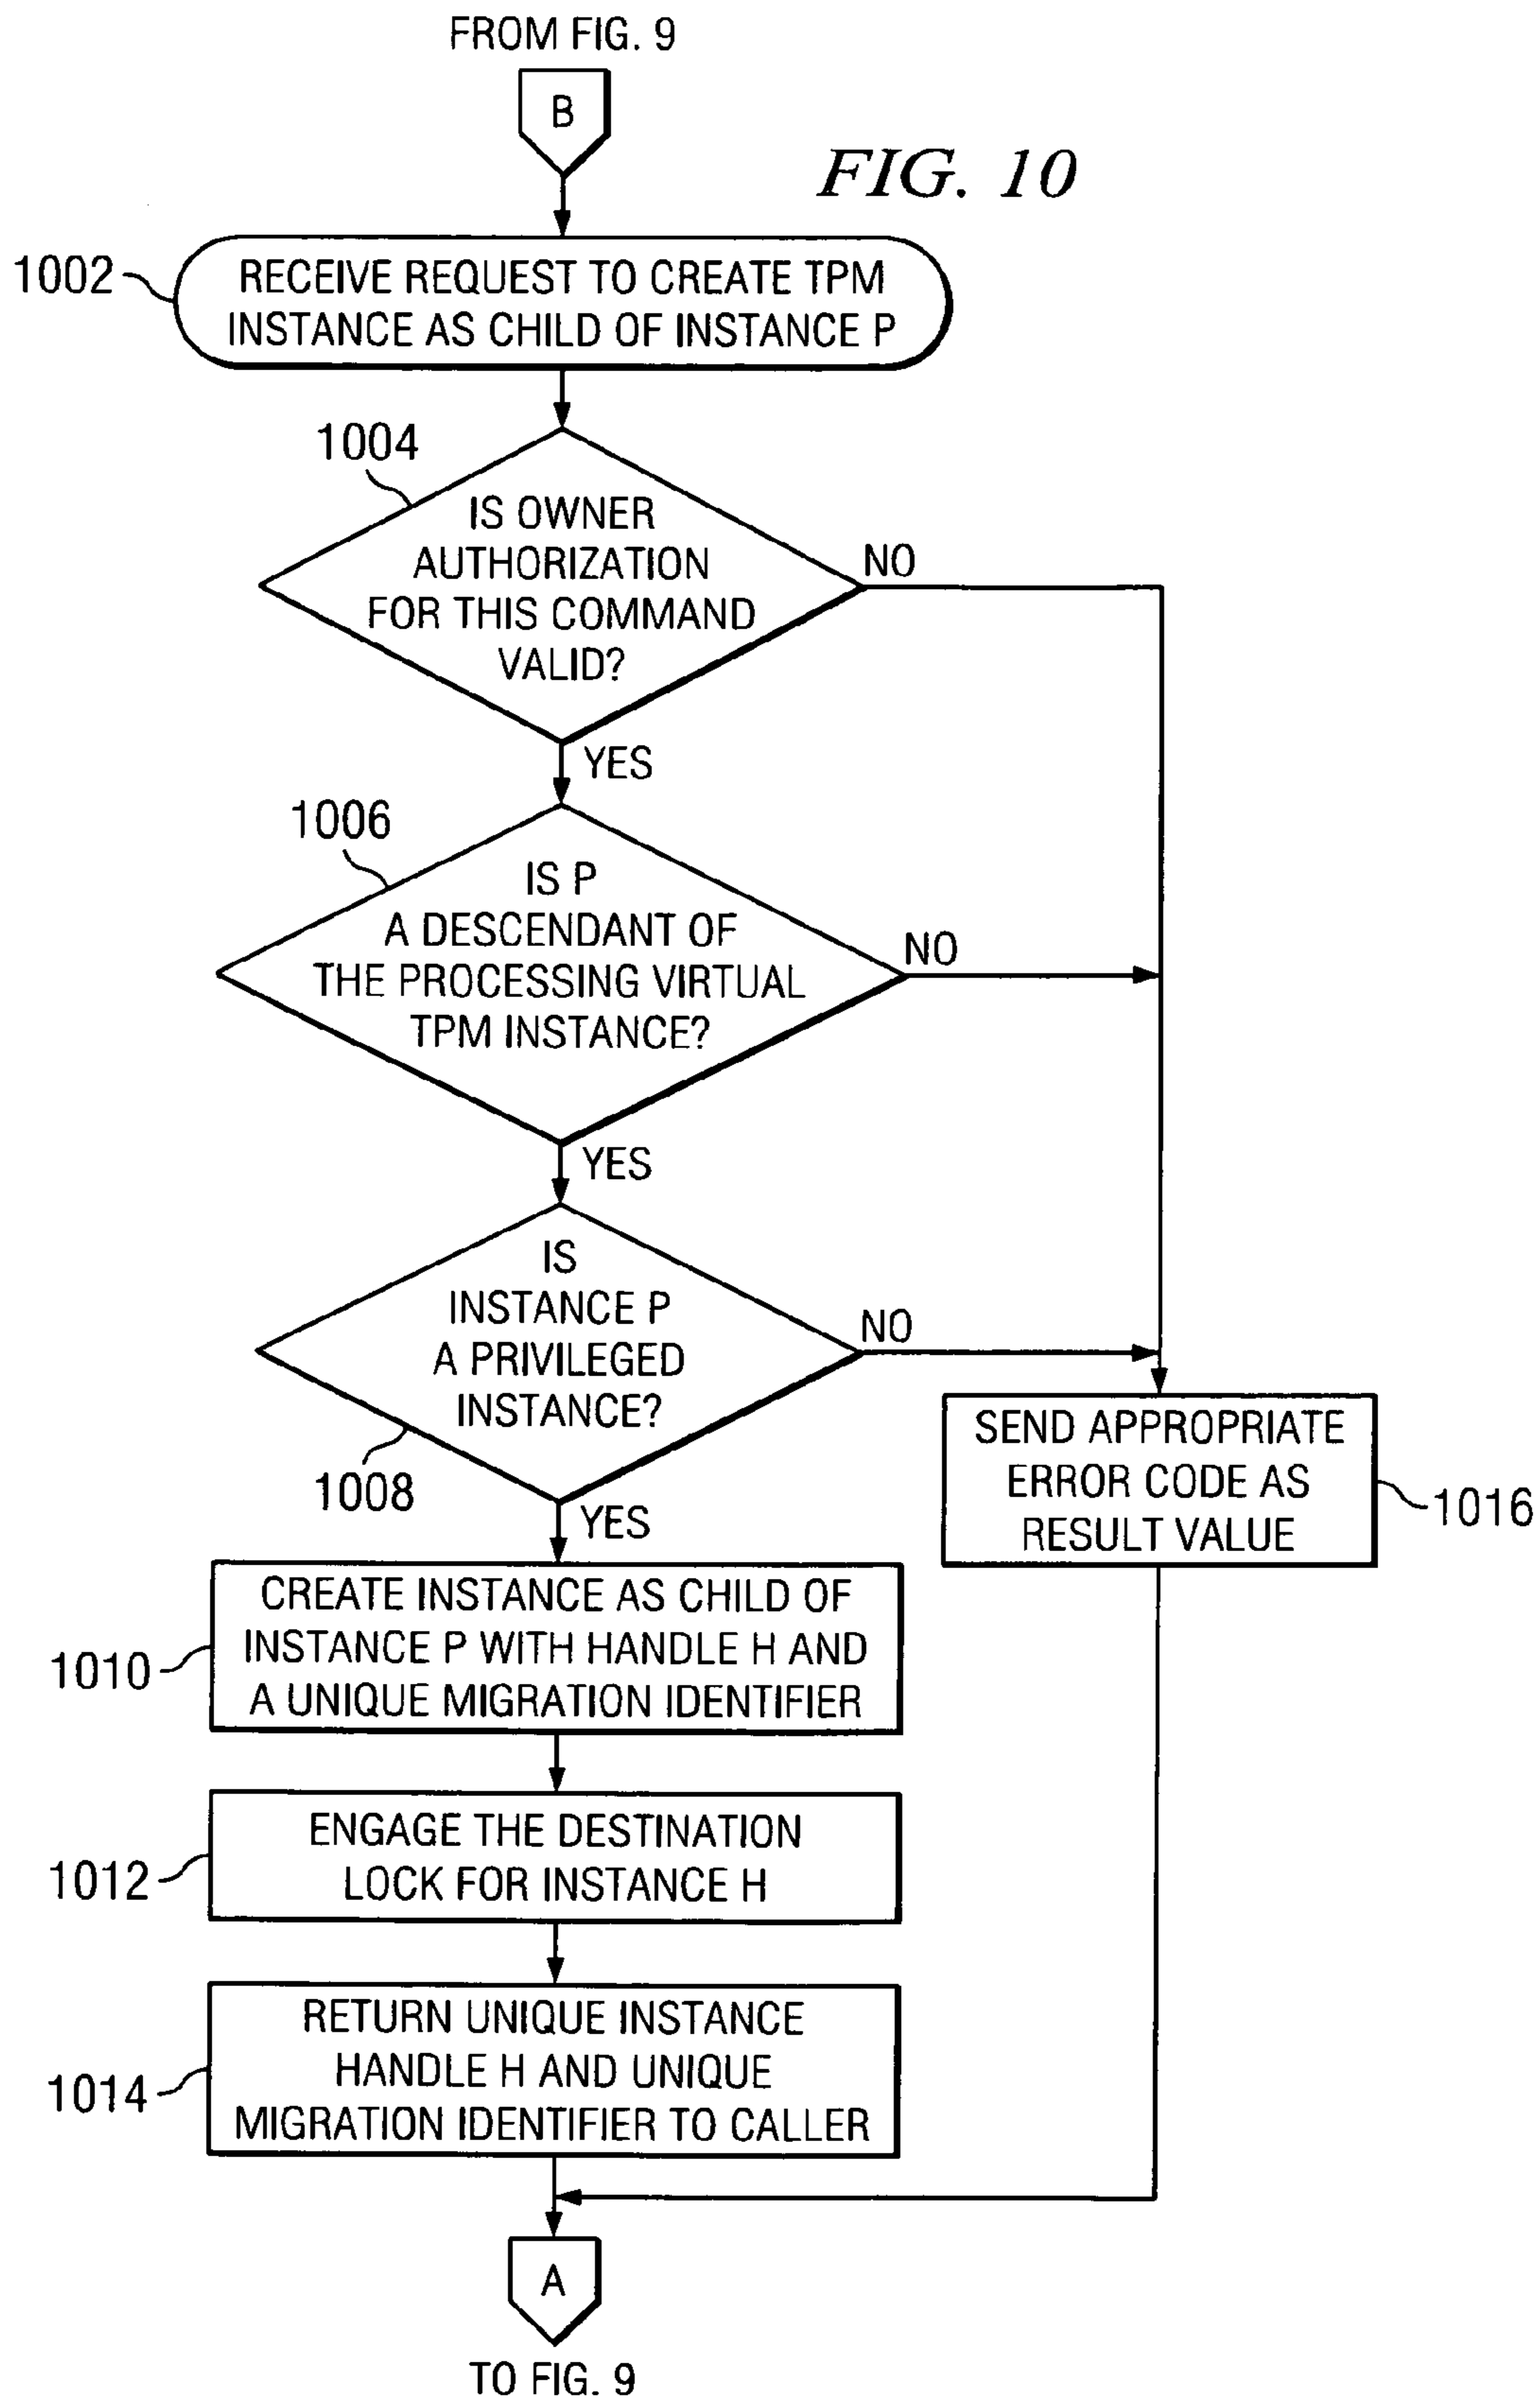 FROM FIG. 9
B
FIG. 10
1002
RECEIVE REQUEST TO CREATE TPM
INSTANCE AS CHILD OF INSTANCE P
1004
IS OWNER
AUTHORIZATION
FOR THIS COMMAND
VALID?
NO
YES
1006
IS P
A DESCENDANT OF
THE PROCESSING VIRTUAL
TPM INSTANCE?
NO
YES
IS
INSTANCE P
A PRIVILEGED
INSTANCE?
NO
1008
YES
SEND APPROPRIATE
ERROR CODE AS
RESULT VALUE
1016
CREATE INSTANCE AS CHILD OF
INSTANCE P WITH HANDLE H AND
A UNIQUE MIGRATION IDENTIFIER
1010
ENGAGE THE DESTINATION
LOCK FOR INSTANCE H
1012
RETURN UNIQUE INSTANCE
HANDLE H AND UNIQUE
MIGRATION IDENTIFIER TO CALLER
1014
A
TO FIG. 9